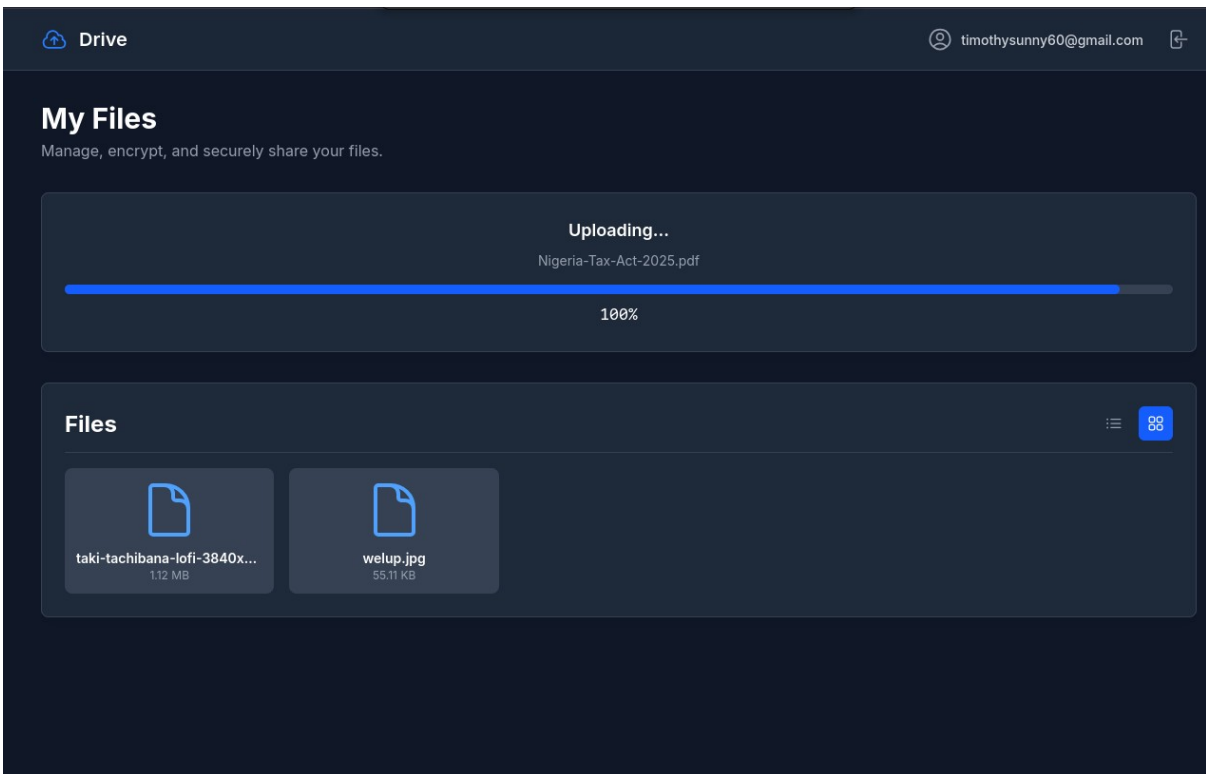 Drive
timothysunny60@gmail.com
My Files
Manage, encrypt, and securely share your files.
Uploading...
Nigeria-Tax-Act-2025.pdf
100%
Files
taki-tachibana-lofi-3840x...
1.12 MB
welup.jpg
55.11 KB